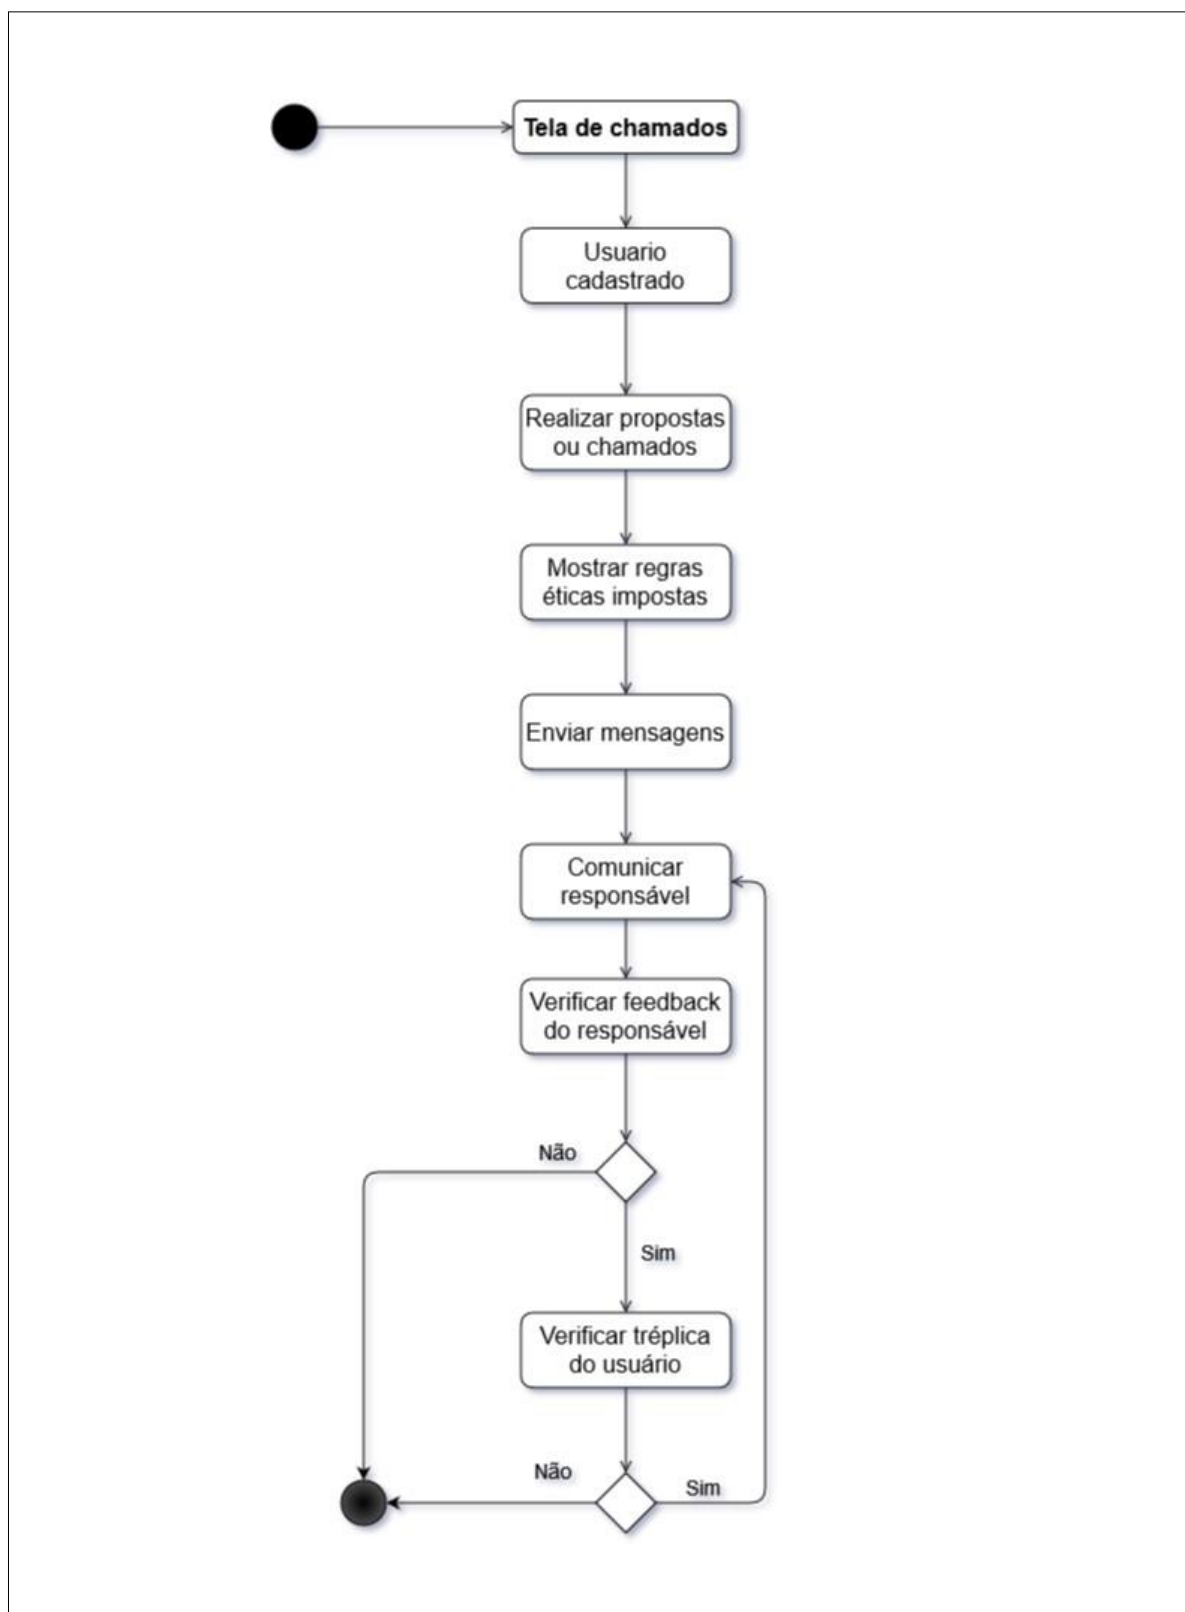 Tela de chamados
Usuario
cadastrado
Realizar propostas
ou chamados
Mostrar regras
éticas impostas
Enviar mensagens
Comunicar
responsável
Verificar feedback
do responsável
Não
Sim
Verificar tréplica
do usuário
Não
Sim